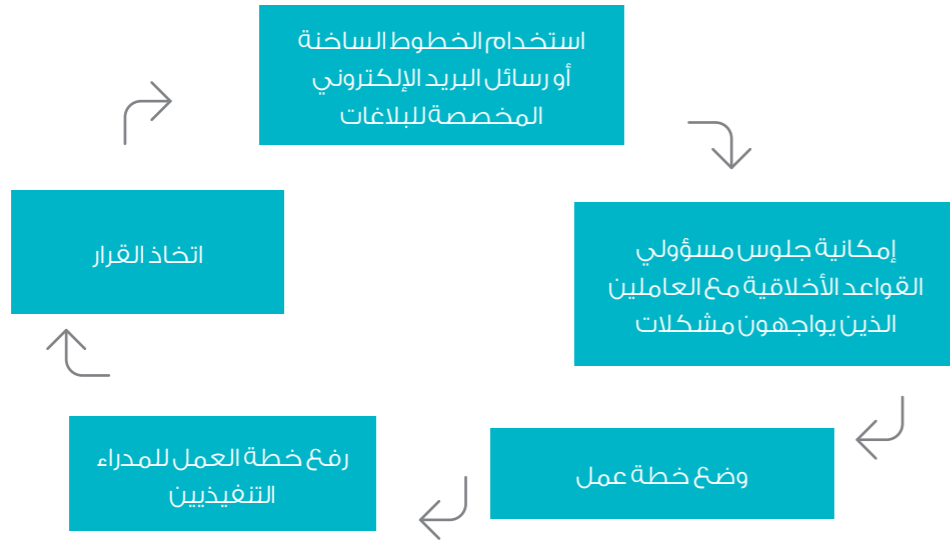 استخدام الخطوط الساخنة
أو رسائل البريد الإلكتروني
المخصصة للبلاغات
إمكانية جلوس مسؤولي
القواعد الأخلاقية مع العاملين
الذين يواجهون مشكلات
وضع خطة عمل
رفع خطة العمل للمدراء
التنفيذيين
اتخاذ القرار